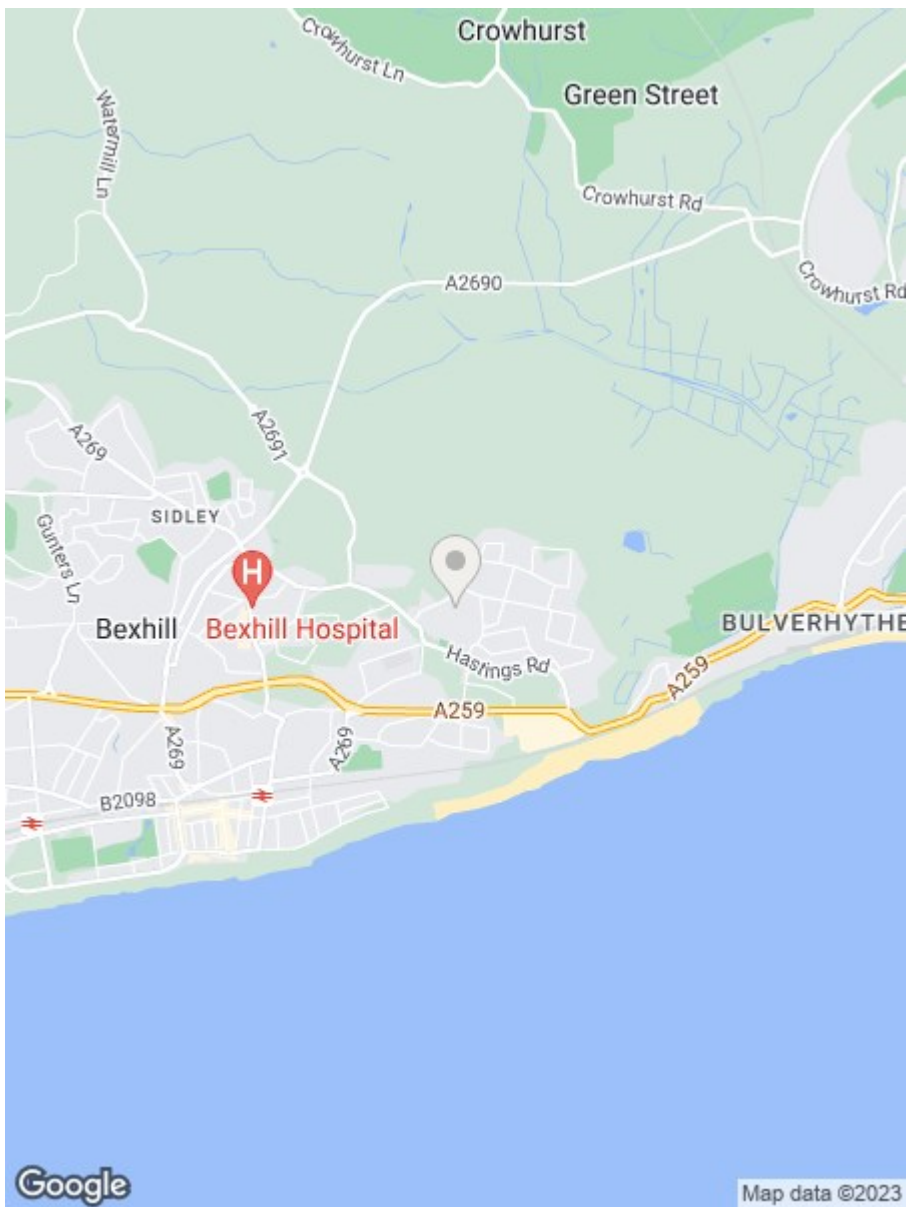 Crowhurst
Crowhurst Ln
Green Street
Watermill Ln
Crowhurst Rd
A2690
Crowhurst Rd
A2691
A269
SIDLEY
Gunters Ln
H
Bexhill
Bexhill Hospital
BULVERHYTHE
Hastings Rd
A259
A259
A269
A269
B2098
Google
Map data ©2023